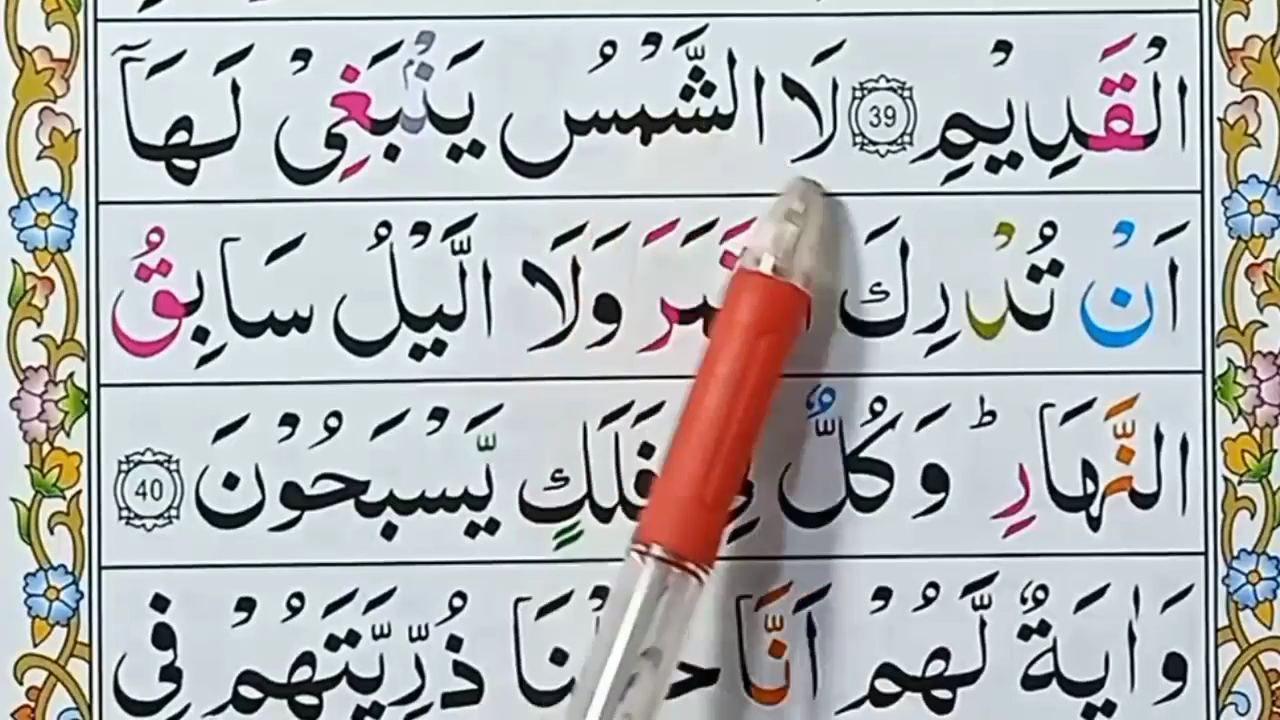 الْقَدِيْمِ ﴿39﴾ لَا الشَّمْسُ يَنْۢبَغِيْ لَهَآ
اَنْ تُدْرِكَ وَلَا الَّيْلُ سَابِقُ
النَّهَارِ ؕ وَكُلٌّ فَلَكٍ يَّسْبَحُوْنَ ﴿40﴾
وَاٰيَةٌ لَّهُمْ اَنَّا ذُرِّيَّتَهُمْ فِي